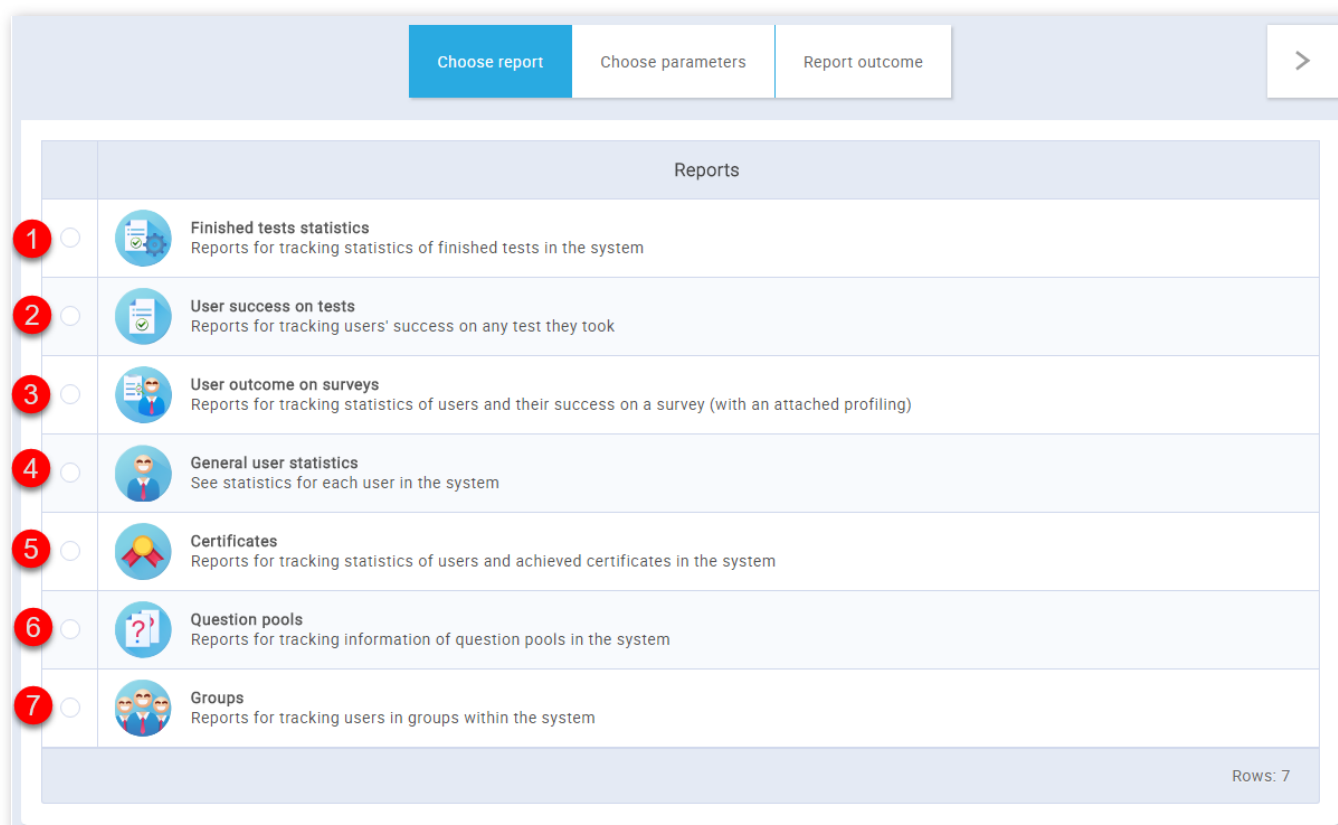 Choose report
Choose parameters
Report outcome
>
Reports
1
Finished tests statistics
Reports for tracking statistics of finished tests in the system
2
User success on tests
Reports for tracking users' success on any test they took
3
User outcome on surveys
Reports for tracking statistics of users and their success on a survey (with an attached profiling)
4
General user statistics
See statistics for each user in the system
5
Certificates
Reports for tracking statistics of users and achieved certificates in the system
6
??
Question pools
Reports for tracking information of question pools in the system
7
Groups
Reports for tracking users in groups within the system
Rows: 7